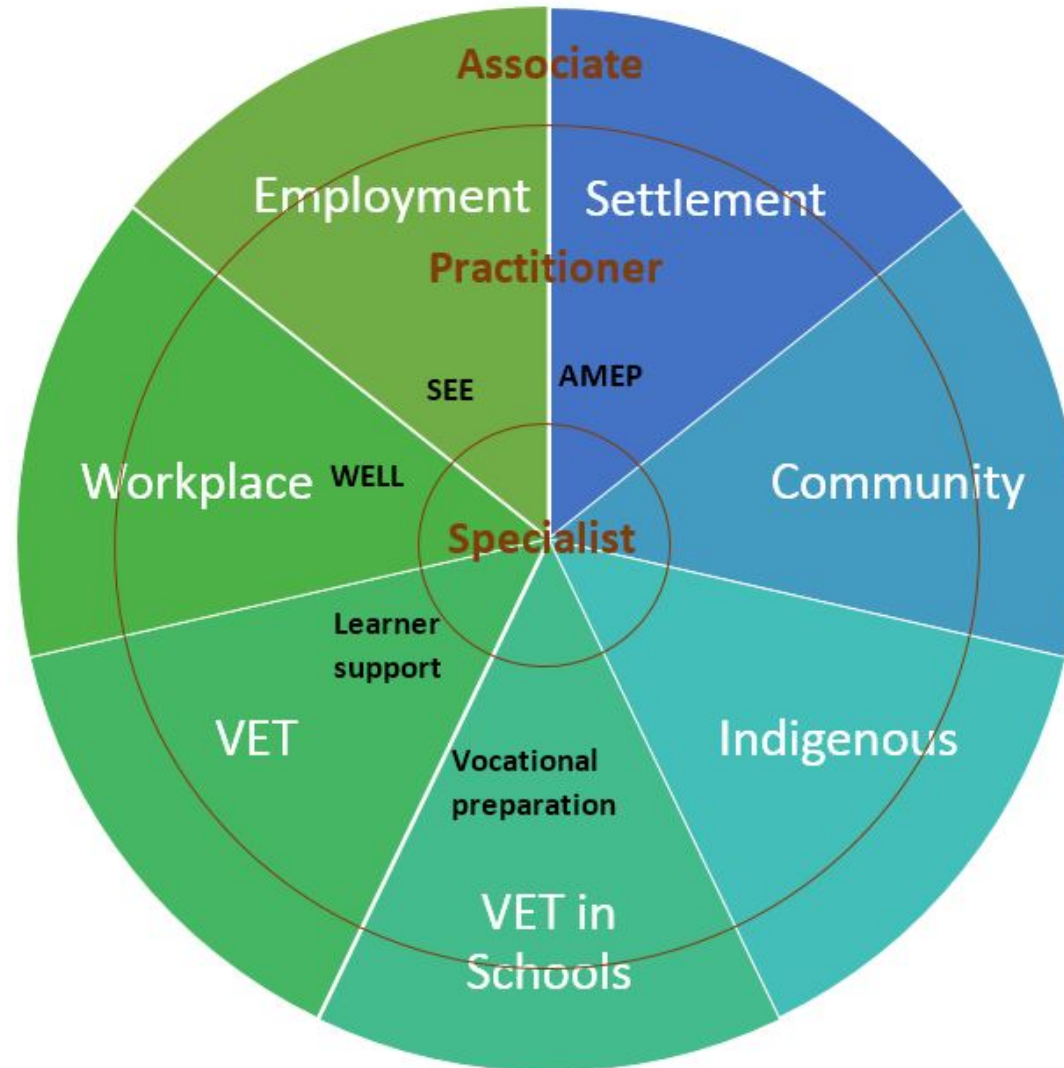 Associate
Employment
Settlement
Practitioner
SEE
AMEP
Workplace
WELL
Community
Specialist
Learner
support
VET
Indigenous
Vocational
preparation
VET in
Schools